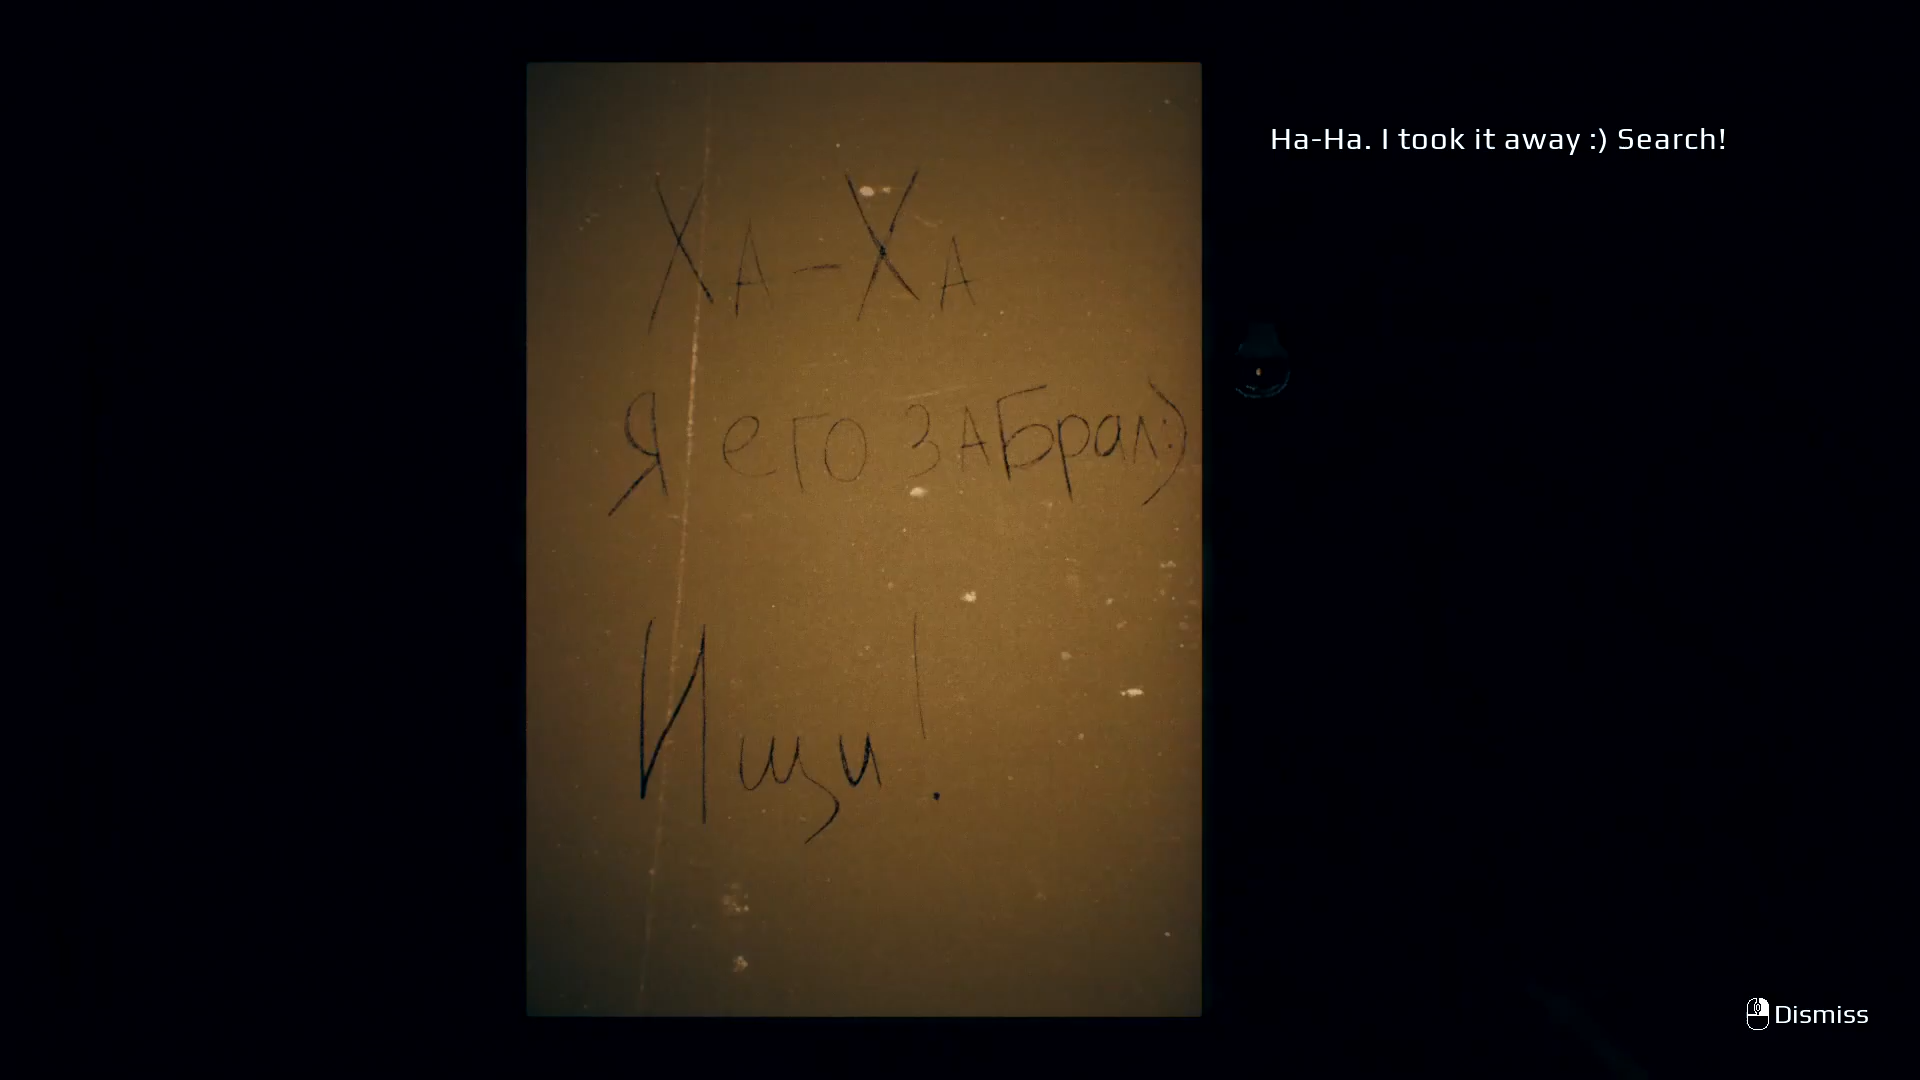 Ха-Ха
Я его забрал:)
Ищи!
Ha-Ha. I took it away :) Search!
Dismiss